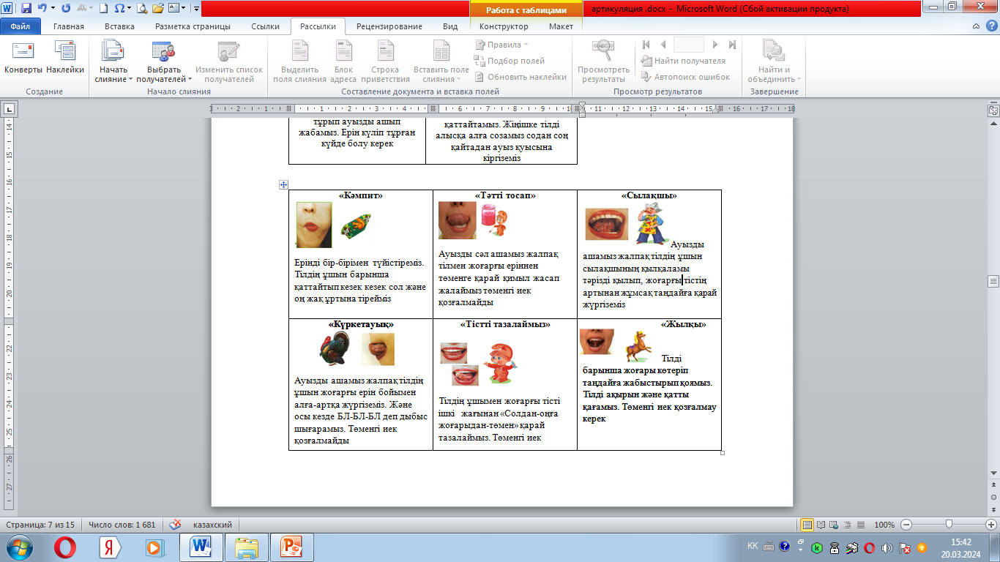 Работа с таблицами
артикуляция .docx - Microsoft Word (Сбой активации продукта)
Файл Главная Вставка Разметка страницы Ссылки Рассылки Рецензирование Вид Конструктор Макет
Конверты Наклейки
Начать слияние
Выбрать получателей
Изменить список получателей
Выделить поля слияния
Блок адреса
Строка приветствия
Вставить поле слияния
Правила
Подбор полей
Обновить наклейки
Просмотреть результаты
Найти получателя
Автопоиск ошибок
Найти и объединить
Создание Начало слияния Составление документа и вставка полей Просмотр результатов Завершение
тұрып ауызды ашып
жабамыз. Ерін күліп тұрған
күйде болу керек
қаттайтамыз. Жіңішке тілді
алысқа алға созамыз содан соң
қайтадан ауыз қуысына
кіргіземіз
«Кәмпит»
Ерінді бір-бірімен түйістіреміз.
Тілдің ұшын барынша
қаттайтып кезек кезек сол және
оң жақ ұртына тірейміз
«Тәтті тосап»
Ауызды сәл ашамыз жалпақ
тілмен жоғарғы еріннен
төменге қарай қимыл жасап
жалаймыз төменгі иек
қозғалмайды
«Сылақшы»
Ауызды
ашамыз жалпақ тілдің ұшын
сылақшының қылқаламы
тәрізді қылып, жоғарғы тістің
артынан жұмсақ таңдайға қарай
жүргіземіз
«Күркетауық»
Ауызды ашамыз жалпақ тілдің
ұшын жоғарғы ерін бойымен
алға-артқа жүргіземіз. Және
осы кезде БЛ-БЛ-БЛ деп дыбыс
шығарамыз. Төменгі иек
қозғалмайды
«Тістті тазалаймыз»
Тілдің ұшымен жоғарғы тісті
ішкі жағынан «Солдан-оңға
жоғарыдан-төмен» қарай
тазалаймыз. Төменгі иек
«Жылқы»
Тілді
барынша жоғары көтеріп
таңдайға жабыстырып қоямыз.
Тілді ақырын және қатты
қағамыз. Төменгі иек қозғалмау
керек
Страница: 7 из 15 Число слов: 1 681 казахский 100%
KK
15:42
20.03.2024